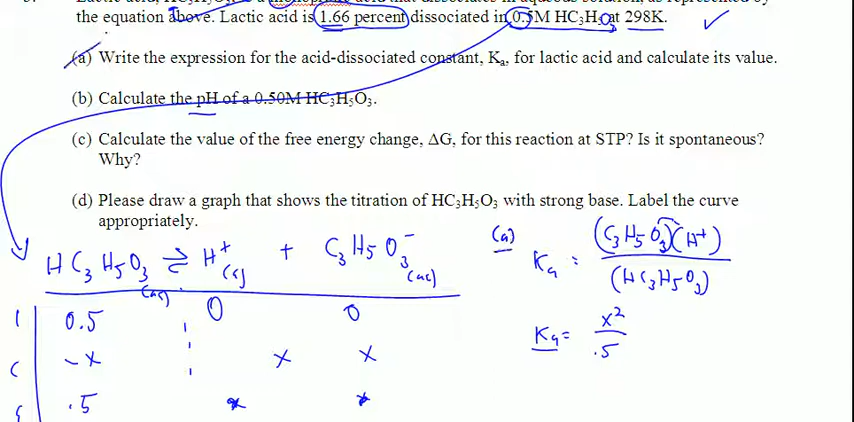 the equation above. Lactic acid is 1.66 percent dissociated in 0.5M HC₃H₅O₃ at 298K.
(a) Write the expression for the acid-dissociated constant, Kₐ, for lactic acid and calculate its value.
(b) Calculate the pH of a 0.50M HC₃H₅O₃.
(c) Calculate the value of the free energy change, ΔG, for this reaction at STP? Is it spontaneous?
Why?
(d) Please draw a graph that shows the titration of HC₃H₅O₃ with strong base. Label the curve
appropriately.
HC₃H₅O₃ (aq) ⇌ H⁺ + C₃H₅O₃⁻ (aq)
I 0.5 0 0
C -x x x
.5 x x
(a) Ka = (C₃H₅O₃⁻)(H⁺) / (HC₃H₅O₃)
Ka = x² / .5